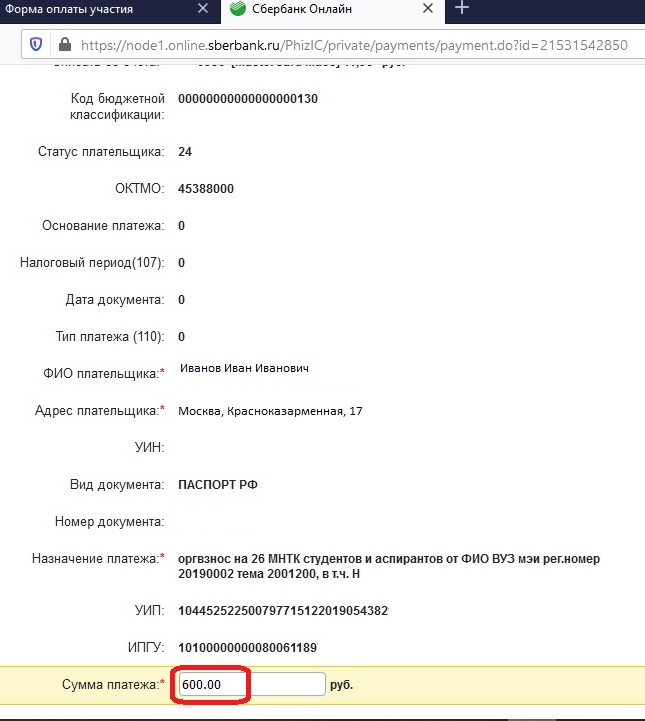 Форма оплаты участия
Сбербанк Онлайн
https://node1.online.sberbank.ru/PhizIC/private/payments/payment.do?id=21531542850
Код бюджетной
классификации:
00000000000000000130
Статус плательщика: 24
ОКТМО: 45388000
Основание платежа: 0
Налоговый период(107): 0
Дата документа: 0
Тип платежа (110): 0
ФИО плательщика:* Иванов Иван Иванович
Адрес плательщика:* Москва, Красноказарменная, 17
УИН:
Вид документа: ПАСПОРТ РФ
Номер документа:
Назначение платежа:* оргвзнос на 26 МНТК студентов и аспирантов от ФИО ВУЗ мэи рег.номер
20190002 тема 2001200, в т.ч. Н
УИП: 104452522500797715122019054382
ИПГУ: 10100000000080061189
Сумма платежа:* 600.00 руб.